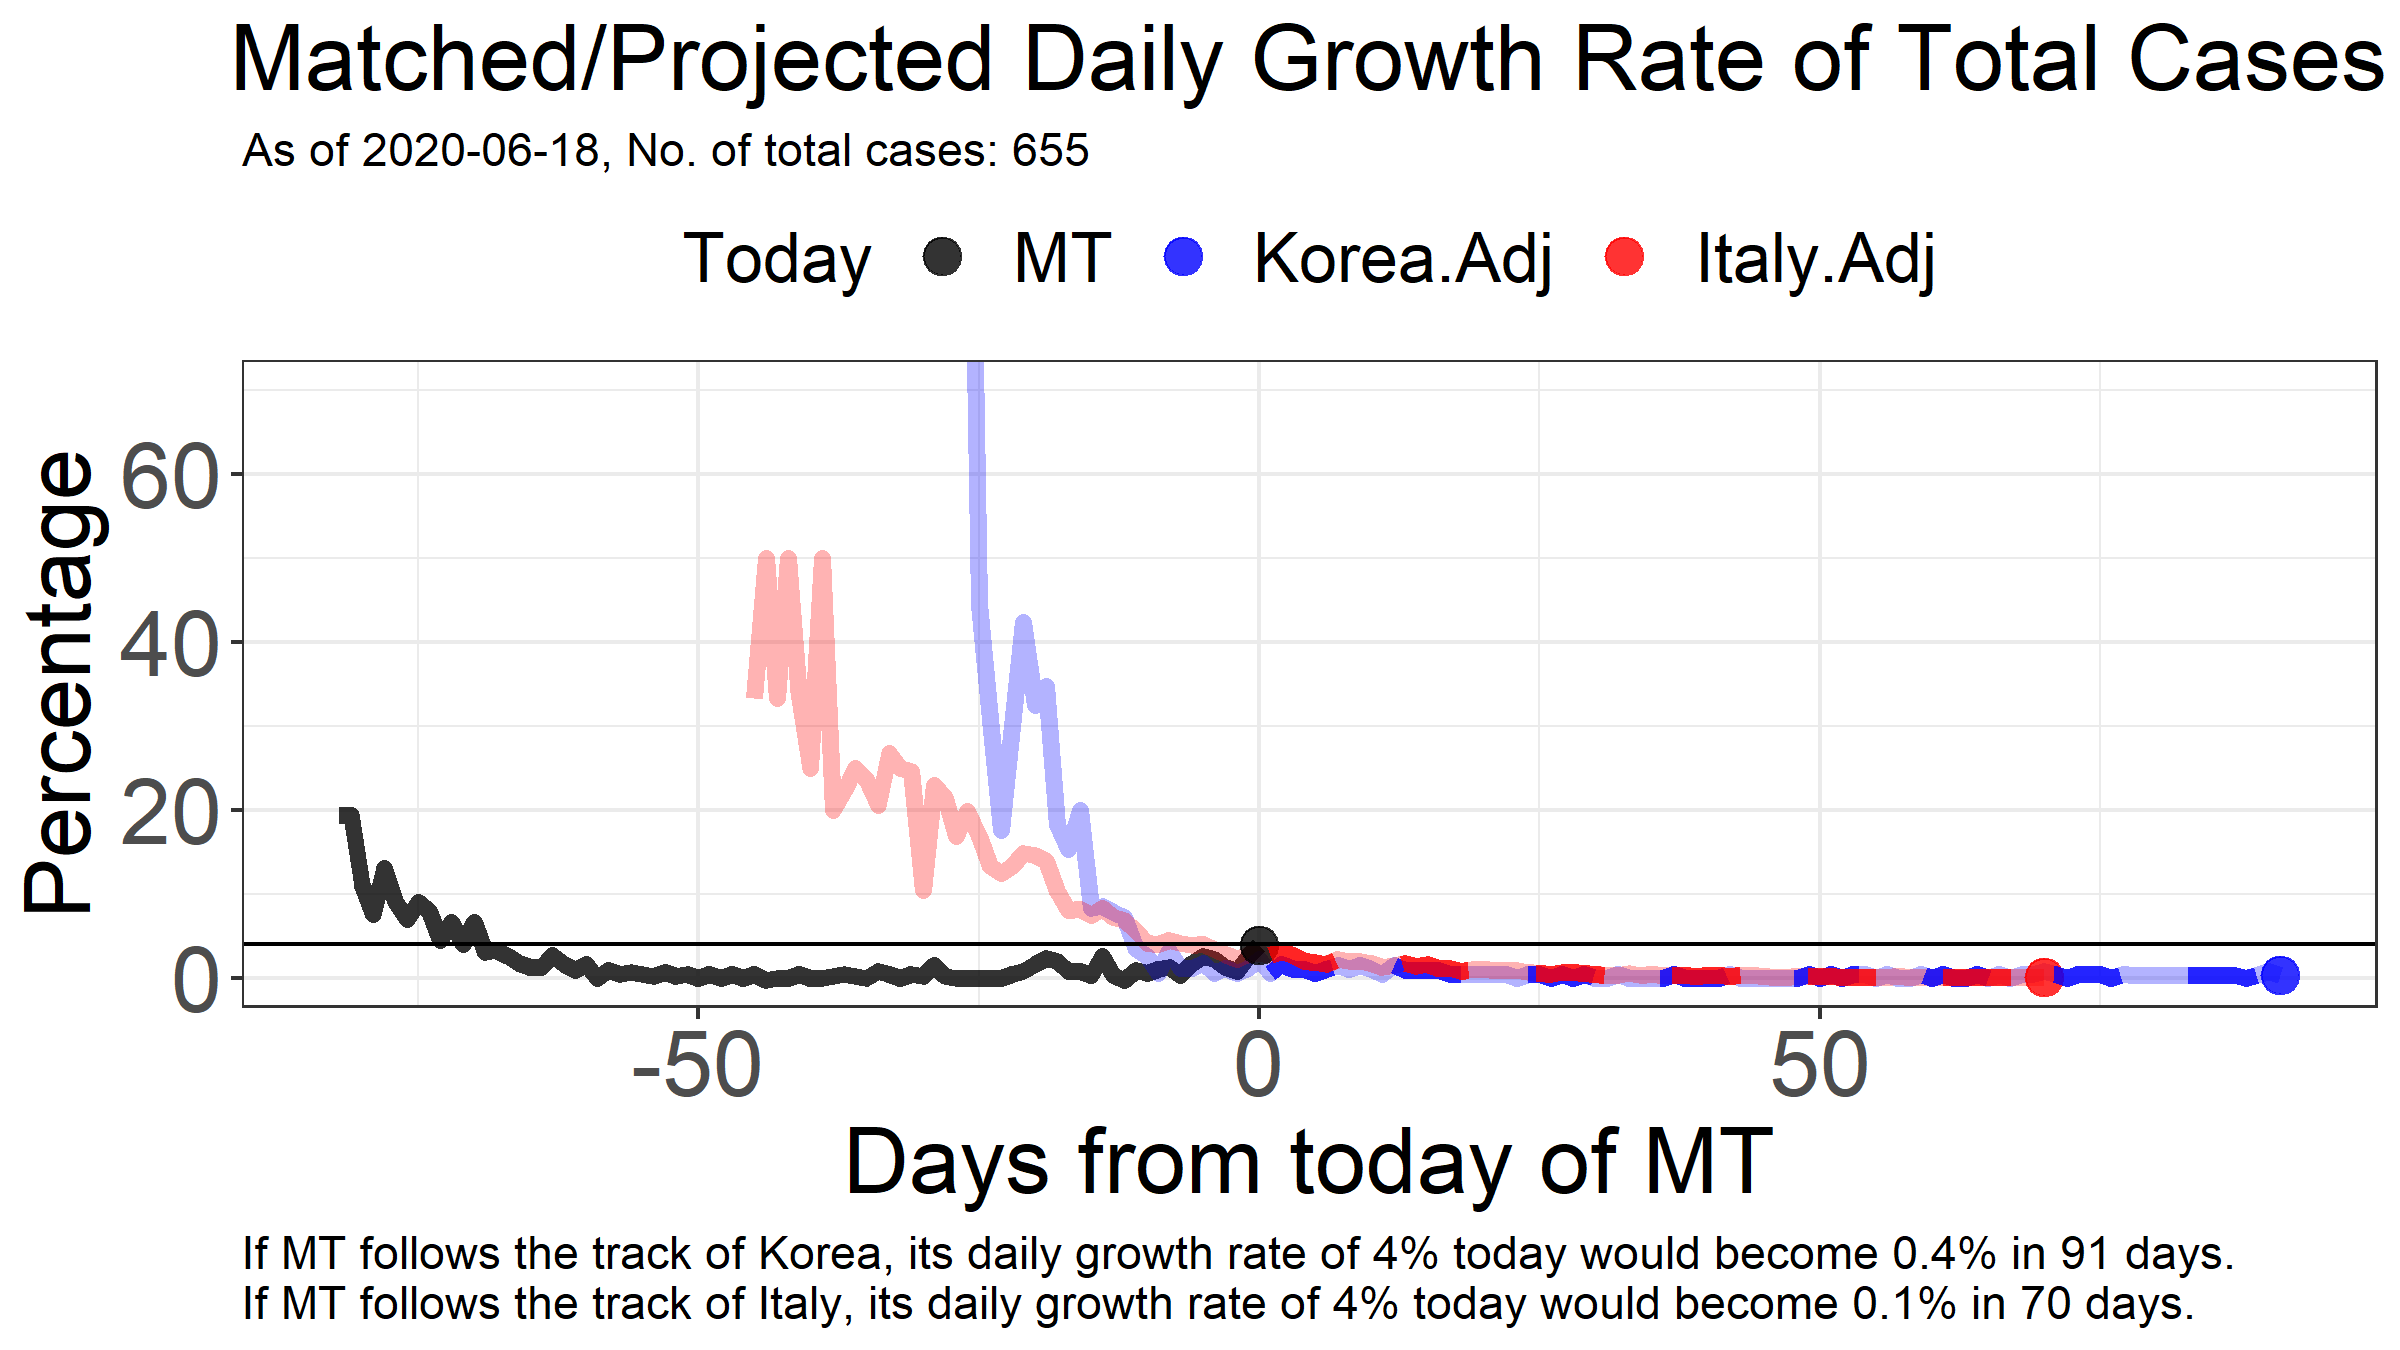 Matched/Projected Daily Growth Rate of Total Cases
As of 2020-06-18, No. of total cases: 655
Today MT Korea.Adj Italy.Adj
Percentage
60
40
20
0
-50 0 50
Days from today of MT
If MT follows the track of Korea, its daily growth rate of 4% today would become 0.4% in 91 days.
If MT follows the track of Italy, its daily growth rate of 4% today would become 0.1% in 70 days.